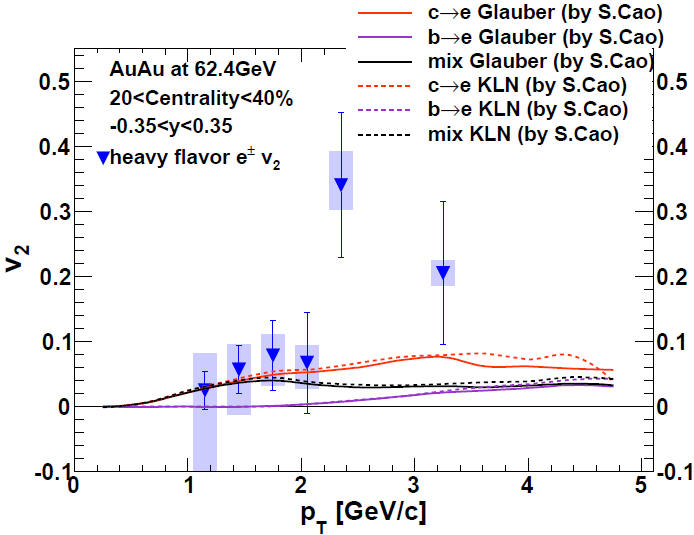 c→e Glauber (by S.Cao)
b→e Glauber (by S.Cao)
mix Glauber (by S.Cao)
c→e KLN (by S.Cao)
b→e KLN (by S.Cao)
mix KLN (by S.Cao)
AuAu at 62.4GeV
20<Centrality<40%
-0.35<y<0.35
heavy flavor e± v2
v2
0.5
0.4
0.3
0.2
0.1
0
-0.1
0.5
0.4
0.3
0.2
0.1
0
-0.1
0 1 2 3 4 5
pT [GeV/c]